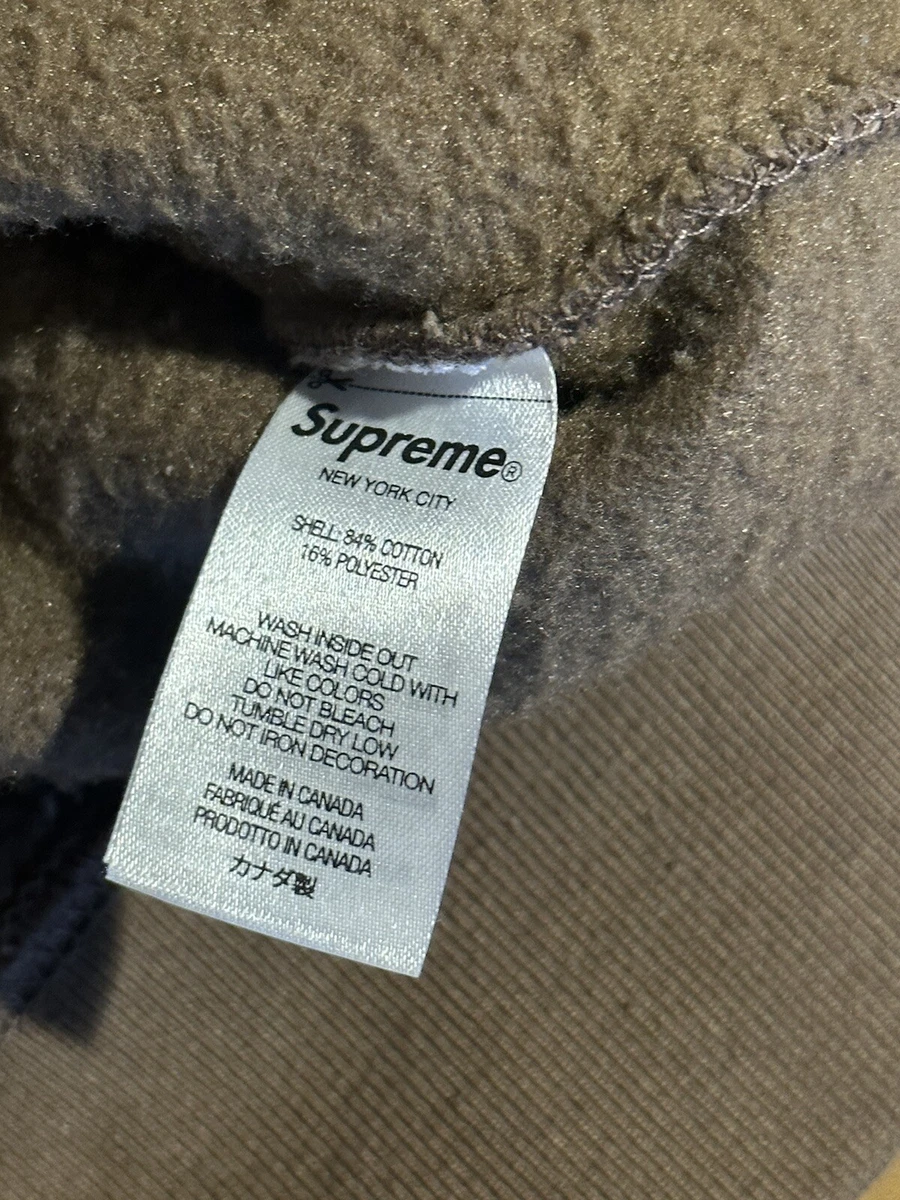 Supreme®
NEW YORK CITY
SHELL: 84% COTTON
16% POLYESTER
WASH INSIDE OUT
MACHINE WASH COLD WITH
LIKE COLORS
DO NOT BLEACH
TUMBLE DRY LOW
DO NOT IRON DECORATION
MADE IN CANADA
FABRIQUÉ AU CANADA
PRODOTTO IN CANADA
カナダ製